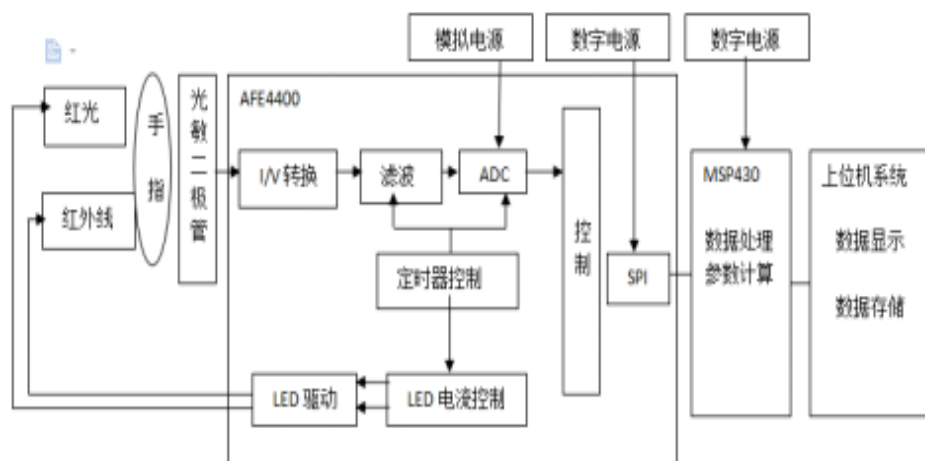 模拟电源
数字电源
数字电源
红光
手指
光敏二极管
AFE4400
I/V 转换
滤波
ADC
控制
MSP430
上位机系统
红外线
数据处理
参数计算
数据显示
定时器控制
SPI
数据存储
LED 驱动
LED 电流控制